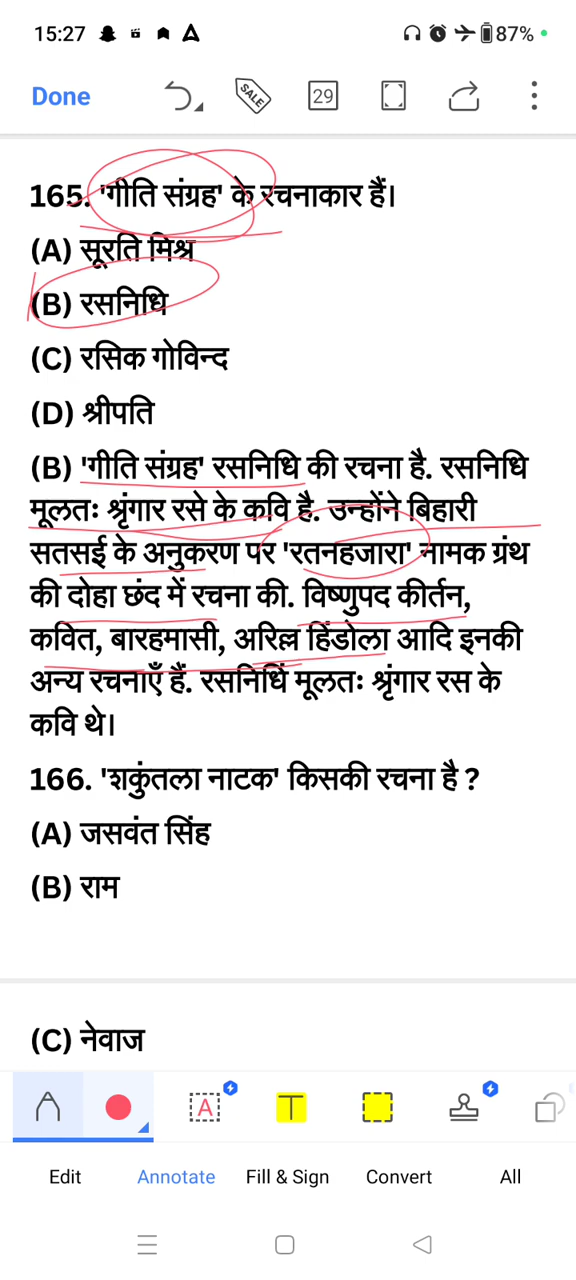 15:27
87%
Done
SALE
29
165. 'गीति संग्रह' के रचनाकार हैं।
(A) सूरति मिश्र
(B) रसनिधि
(C) रसिक गोविन्द
(D) श्रीपति
(B) 'गीति संग्रह' रसनिधि की रचना है. रसनिधि
मूलतः श्रृंगार रसे के कवि है. उन्होंने बिहारी
सतसई के अनुकरण पर 'रतनहजारा' नामक ग्रंथ
की दोहा छंद में रचना की. विष्णुपद कीर्तन,
कवित, बारहमासी, अरिल्ल हिंडोला आदि इनकी
अन्य रचनाएँ हैं. रसनिधि मूलतः श्रृंगार रस के
कवि थे।
166. 'शकुंतला नाटक' किसकी रचना है ?
(A) जसवंत सिंह
(B) राम
(C) नेवाज
A
T
Edit Annotate Fill & Sign Convert All